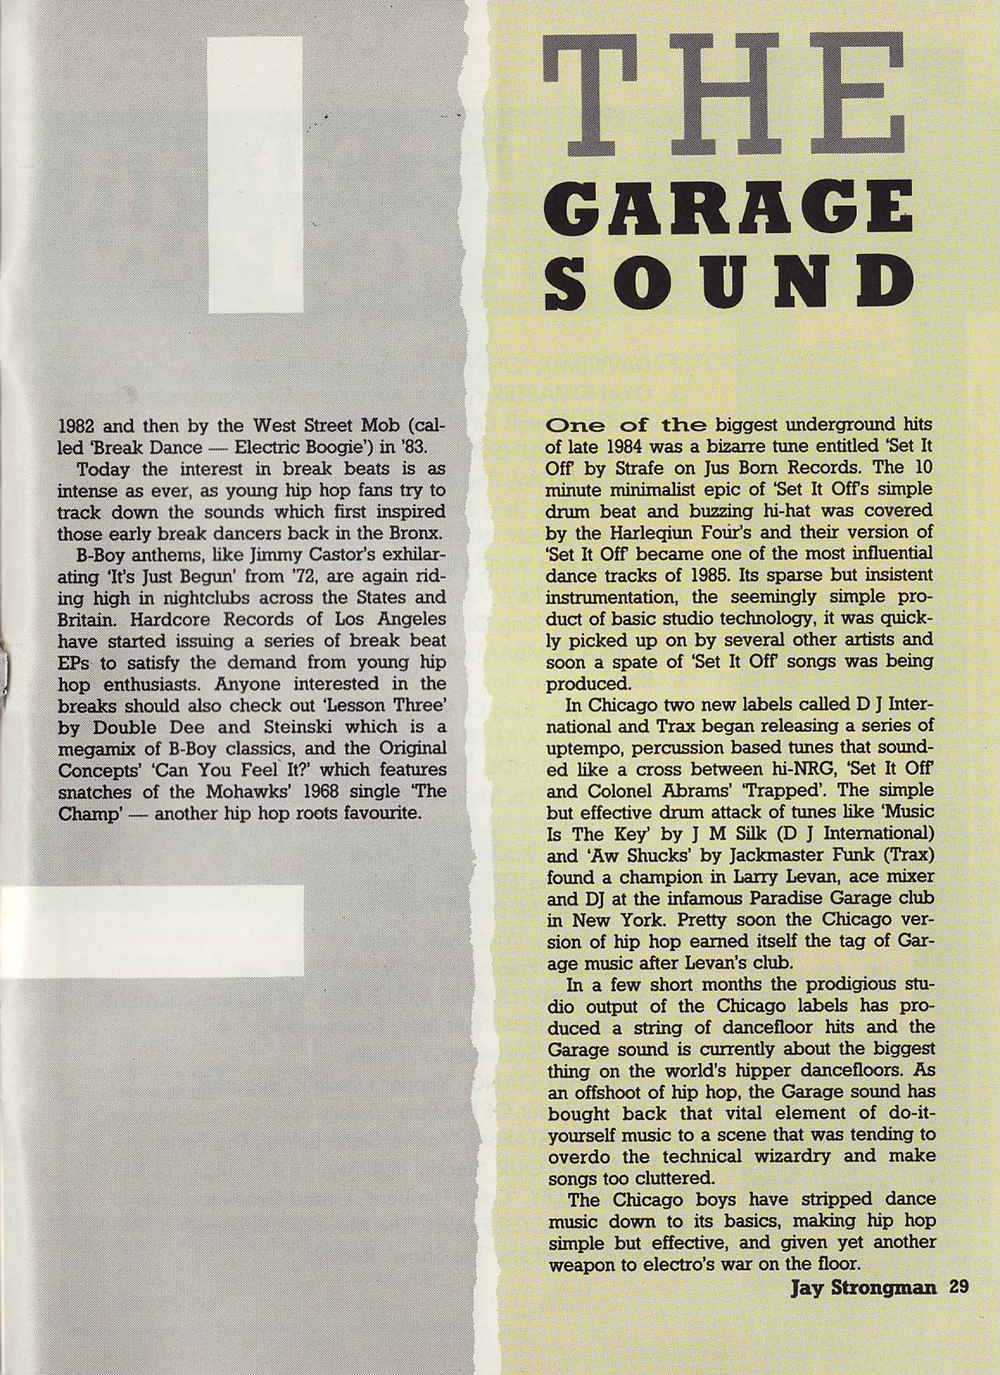 1982 and then by the West Street Mob (cal-
led ‘Break Dance — Electric Boogie’) in ’83.
Today the interest in break beats is as
intense as ever, as young hip hop fans try to
track down the sounds which first inspired
those early break dancers back in the Bronx.
B-Boy anthems, like Jimmy Castor’s exhilar-
ating ‘It’s Just Begun’ from ’72, are again rid-
ing high in nightclubs across the States and
Britain. Hardcore Records of Los Angeles
have started issuing a series of break beat
EPs to satisfy the demand from young hip
hop enthusiasts. Anyone interested in the
breaks should also check out ‘Lesson Three’
by Double Dee and Steinski which is a
megamix of B-Boy classics, and the Original
Concepts’ ‘Can You Feel It?’ which features
snatches of the Mohawks’ 1968 single ‘The
Champ’ — another hip hop roots favourite.
THE
GARAGE
SOUND
One of the biggest underground hits
of late 1984 was a bizarre tune entitled ‘Set It
Off’ by Strafe on Jus Born Records. The 10
minute minimalist epic of ‘Set It Off’s simple
drum beat and buzzing hi-hat was covered
by the Harleqiun Four’s and their version of
‘Set It Off’ became one of the most influential
dance tracks of 1985. Its sparse but insistent
instrumentation, the seemingly simple pro-
duct of basic studio technology, it was quick-
ly picked up on by several other artists and
soon a spate of ‘Set It Off’ songs was being
produced.
In Chicago two new labels called D J Inter-
national and Trax began releasing a series of
uptempo, percussion based tunes that sound-
ed like a cross between hi-NRG, ‘Set It Off’
and Colonel Abrams’ ‘Trapped’. The simple
but effective drum attack of tunes like ‘Music
Is The Key’ by J M Silk (D J International)
and ‘Aw Shucks’ by Jackmaster Funk (Trax)
found a champion in Larry Levan, ace mixer
and DJ at the infamous Paradise Garage club
in New York. Pretty soon the Chicago ver-
sion of hip hop earned itself the tag of Gar-
age music after Levan’s club.
In a few short months the prodigious stu-
dio output of the Chicago labels has pro-
duced a string of dancefloor hits and the
Garage sound is currently about the biggest
thing on the world’s hipper dancefloors. As
an offshoot of hip hop, the Garage sound has
bought back that vital element of do-it-
yourself music to a scene that was tending to
overdo the technical wizardry and make
songs too cluttered.
The Chicago boys have stripped dance
music down to its basics, making hip hop
simple but effective, and given yet another
weapon to electro’s war on the floor.
Jay Strongman 29